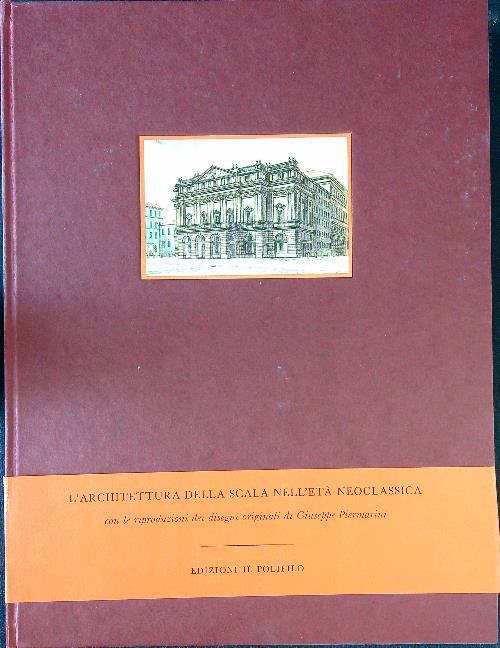 L'ARCHITETTURA DELLA SCALA NELL'ETÀ NEOCLASSICA
con le riproduzioni dei disegni originali di Giuseppe Piermarini
EDIZIONI IL POLIFILO